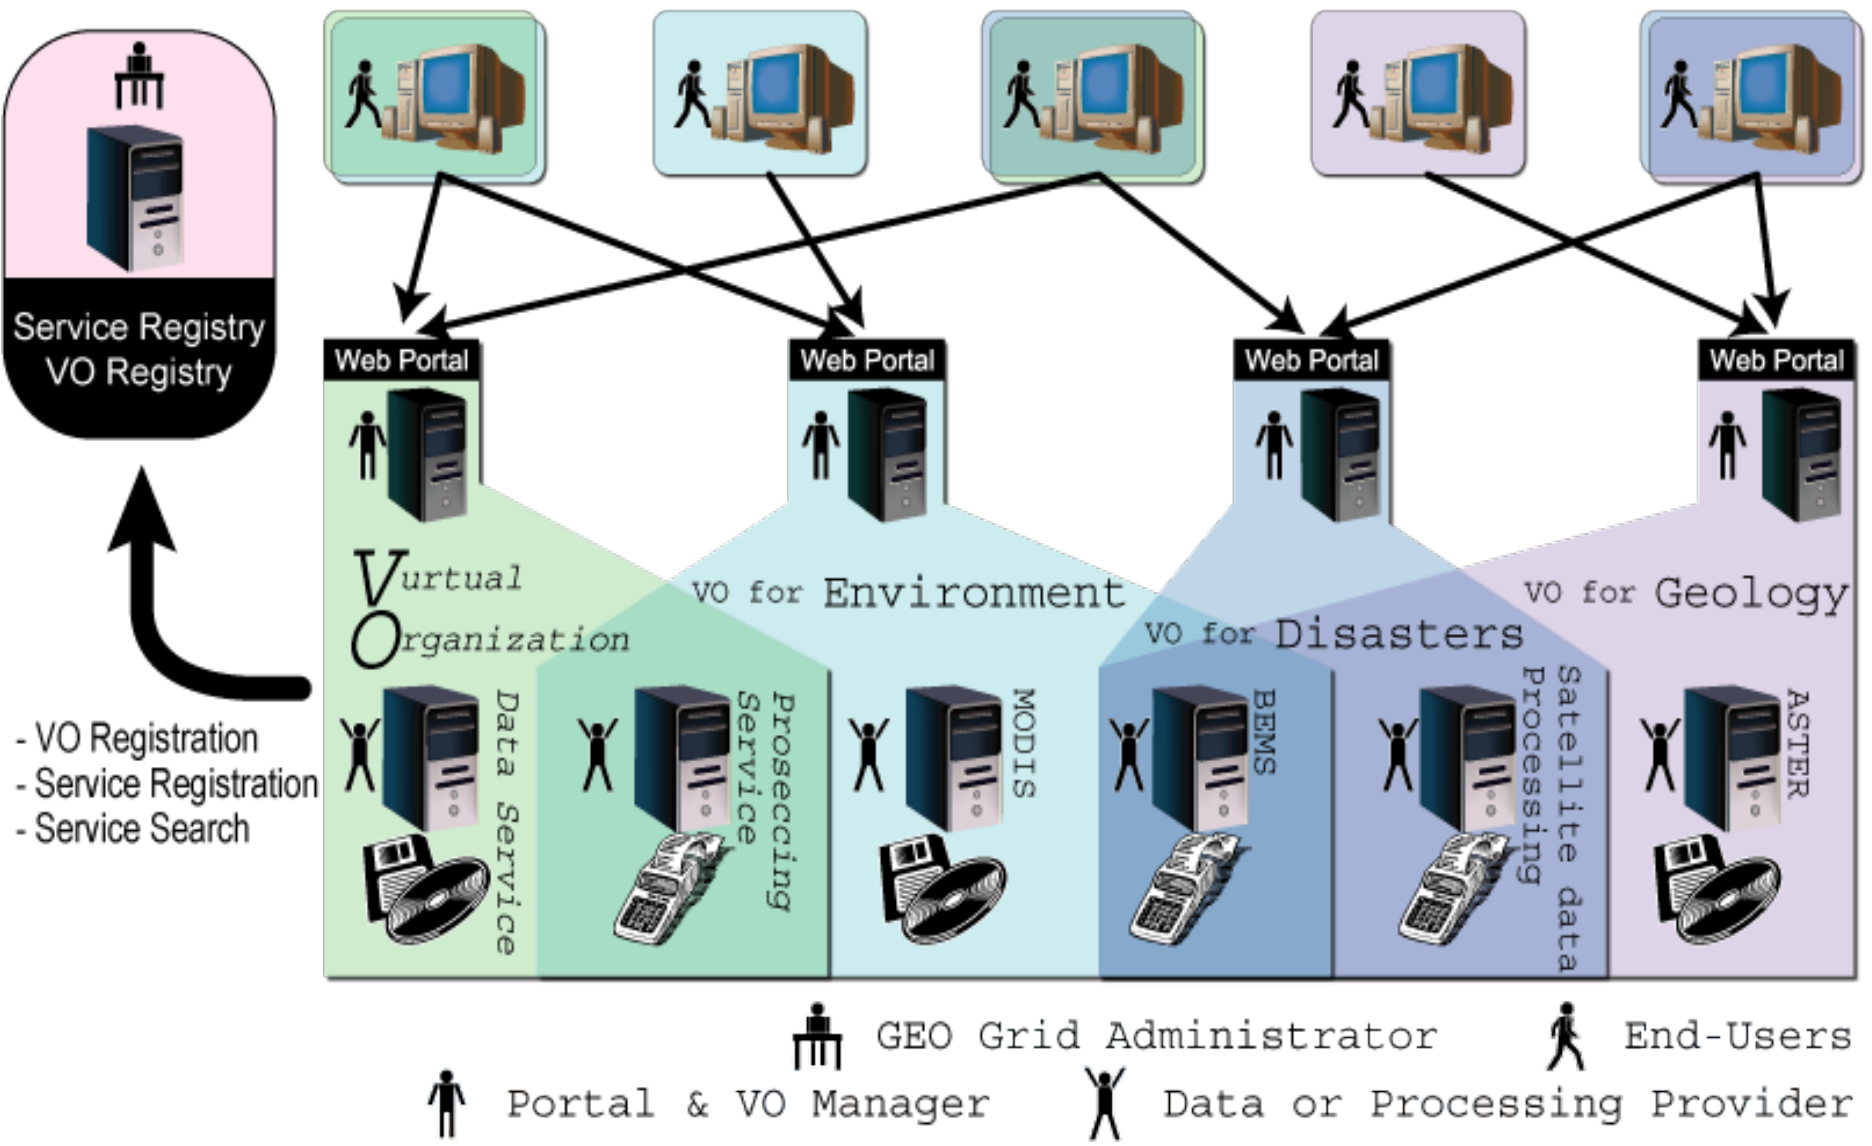 Service Registry
VO Registry
Web Portal
Web Portal
Web Portal
Web Portal
Vurtual
Organization
VO for Environment
VO for Disasters
VO for Geology
Data Service
Proseccing
Service
MODIS
BEMS
Satellite data
Processing
ASTER
- VO Registration
- Service Registration
- Service Search
GEO Grid Administrator
End-Users
Portal & VO Manager
Data or Processing Provider